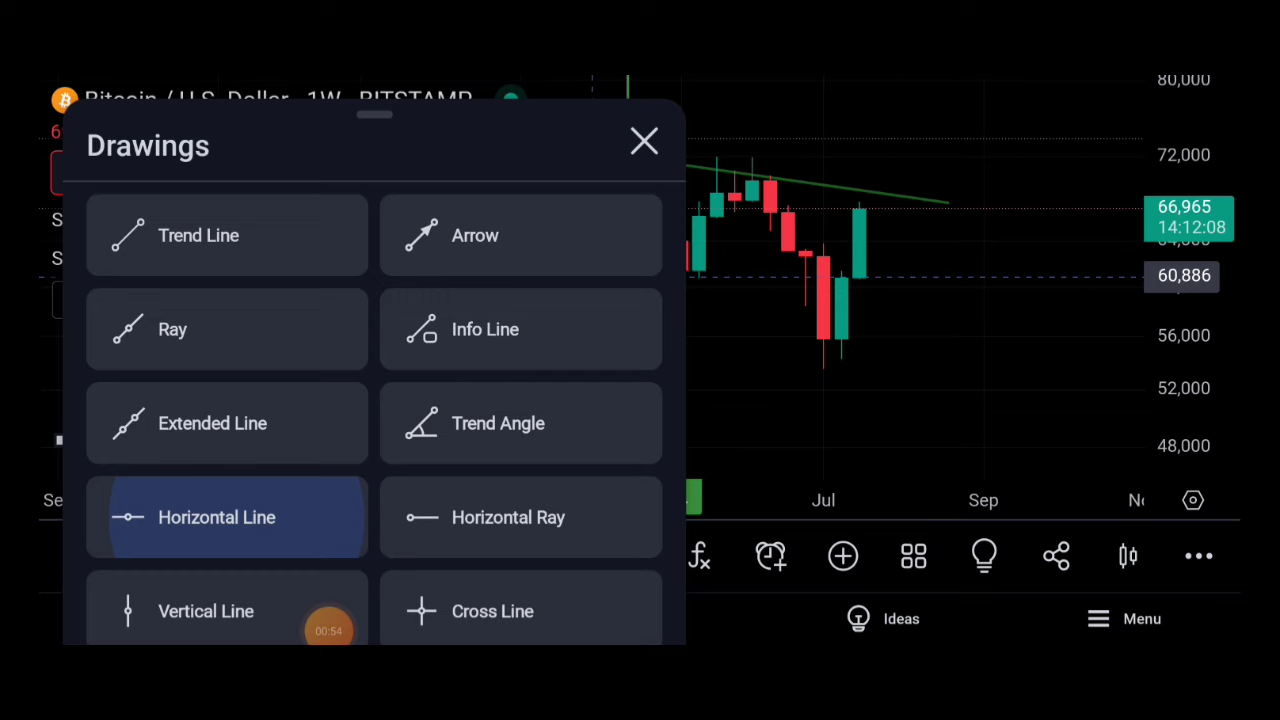 80,000
Bitcoin / U.S. Dollar 1W BITSTAMP
6
Drawings
72,000
66,965
14:12:08
Trend Line
Arrow
60,886
Ray
Info Line
56,000
52,000
Extended Line
Trend Angle
48,000
Se
Jul
Sep
Horizontal Line
Horizontal Ray
Vertical Line
Cross Line
00:54
Ideas
Menu